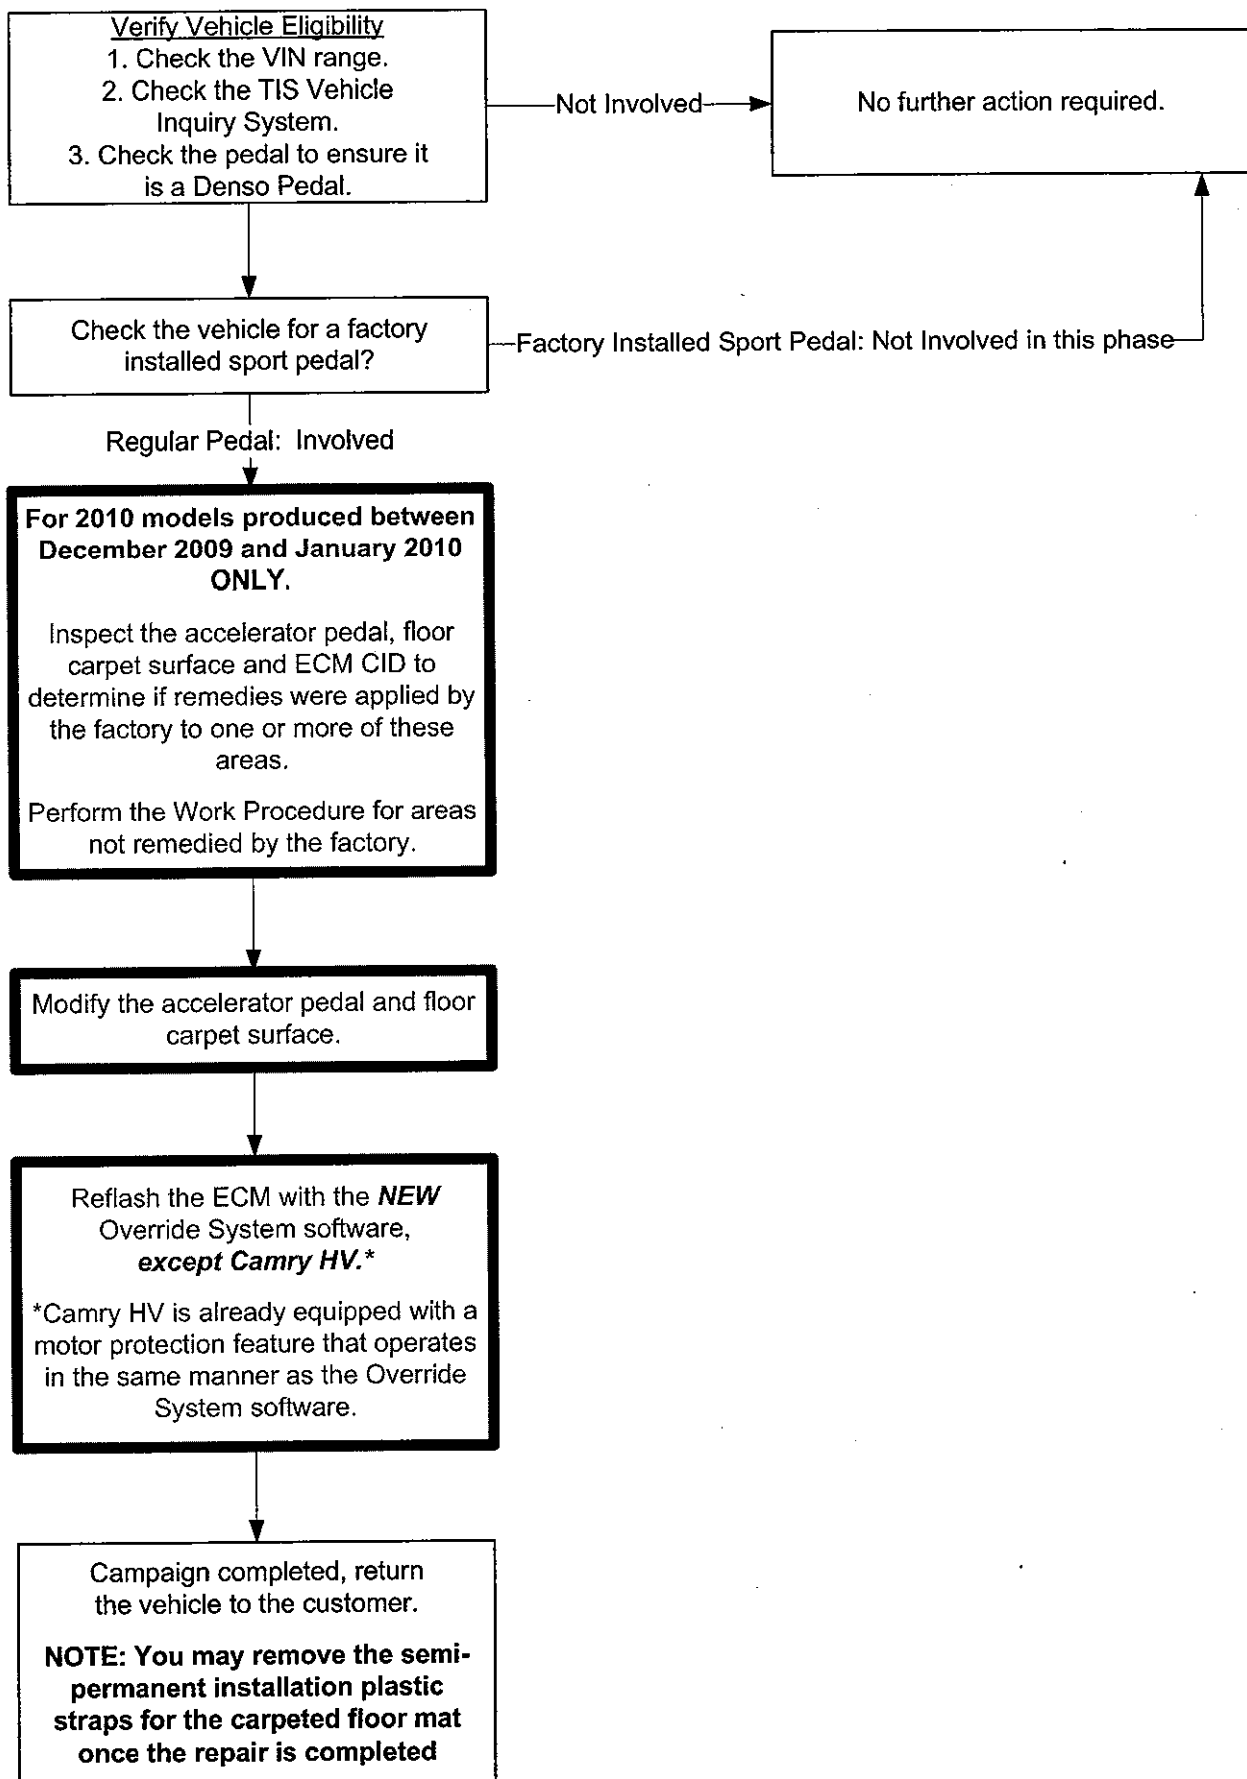 Verify Vehicle Eligibility
1. Check the VIN range.
2. Check the TIS Vehicle
Inquiry System.
3. Check the pedal to ensure it
is a Denso Pedal.
Not Involved
No further action required.
Check the vehicle for a factory
installed sport pedal?
Factory Installed Sport Pedal: Not Involved in this phase
Regular Pedal: Involved
For 2010 models produced between
December 2009 and January 2010
ONLY.
Inspect the accelerator pedal, floor
carpet surface and ECM CID to
determine if remedies were applied by
the factory to one or more of these
areas.
Perform the Work Procedure for areas
not remedied by the factory.
Modify the accelerator pedal and floor
carpet surface.
Reflash the ECM with the NEW
Override System software,
except Camry HV.*
*Camry HV is already equipped with a
motor protection feature that operates
in the same manner as the Override
System software.
Campaign completed, return
the vehicle to the customer.
NOTE: You may remove the semi-
permanent installation plastic
straps for the carpeted floor mat
once the repair is completed